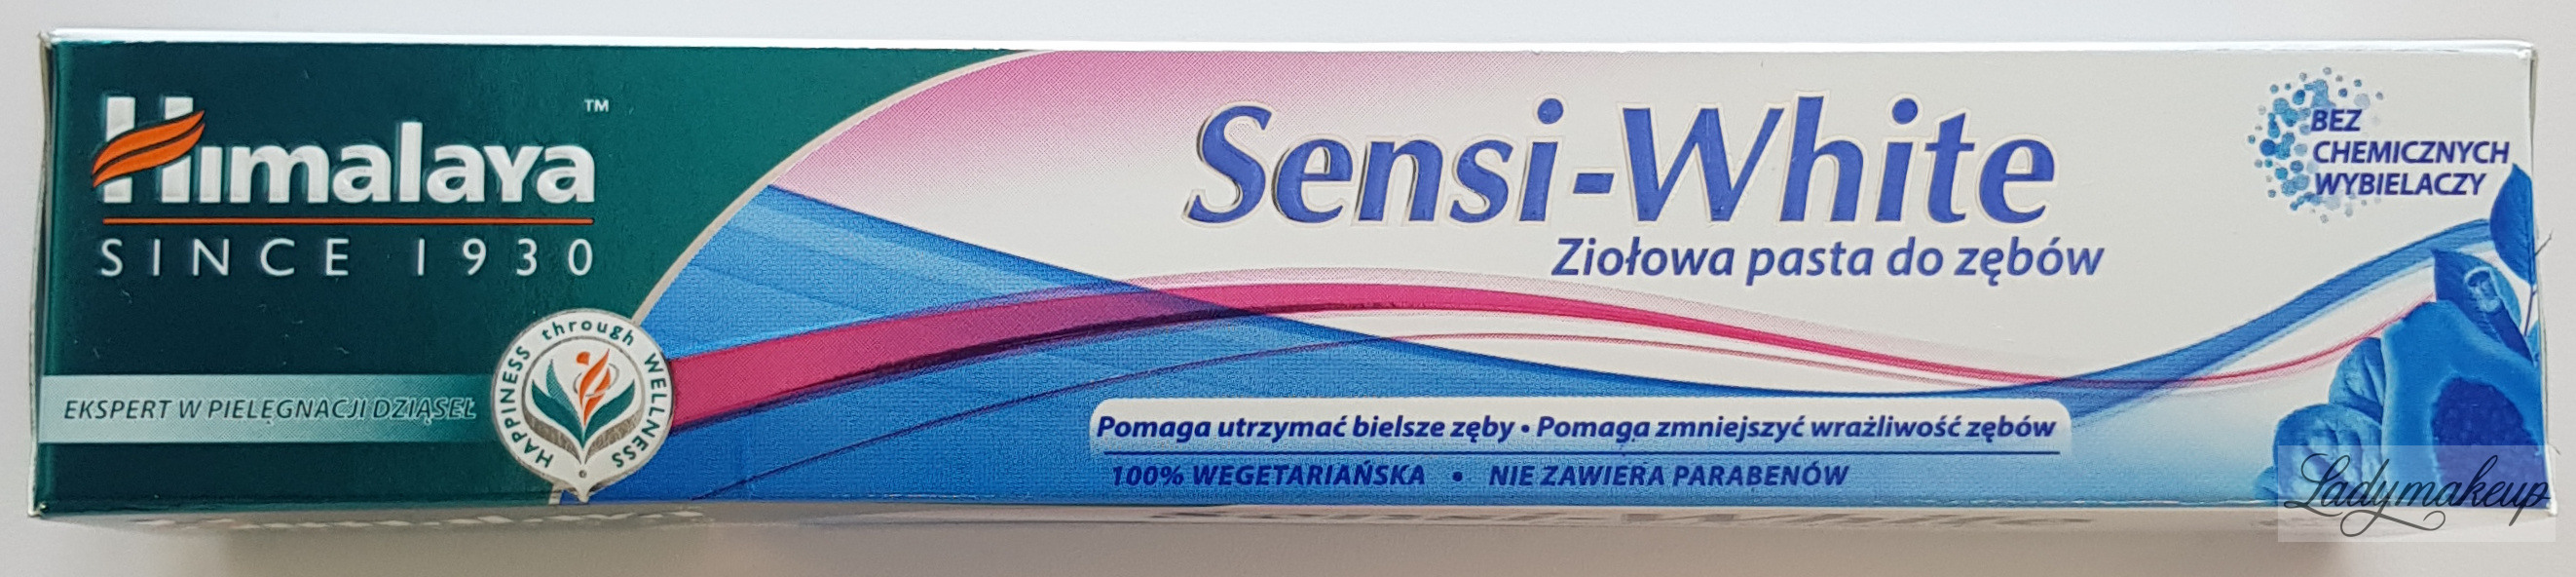 Himalaya™
SINCE 1930
HAPPINESS through WELLNESS
EKSPERT W PIELĘGNACJI DZIĄSEŁ
Sensi-White
Ziołowa pasta do zębów
BEZ
CHEMICZNYCH
WYBIELACZY
Pomaga utrzymać bielsze zęby • Pomaga zmniejszyć wrażliwość zębów
100% WEGETARIAŃSKA • NIE ZAWIERA PARABENÓW
Ladymakeup